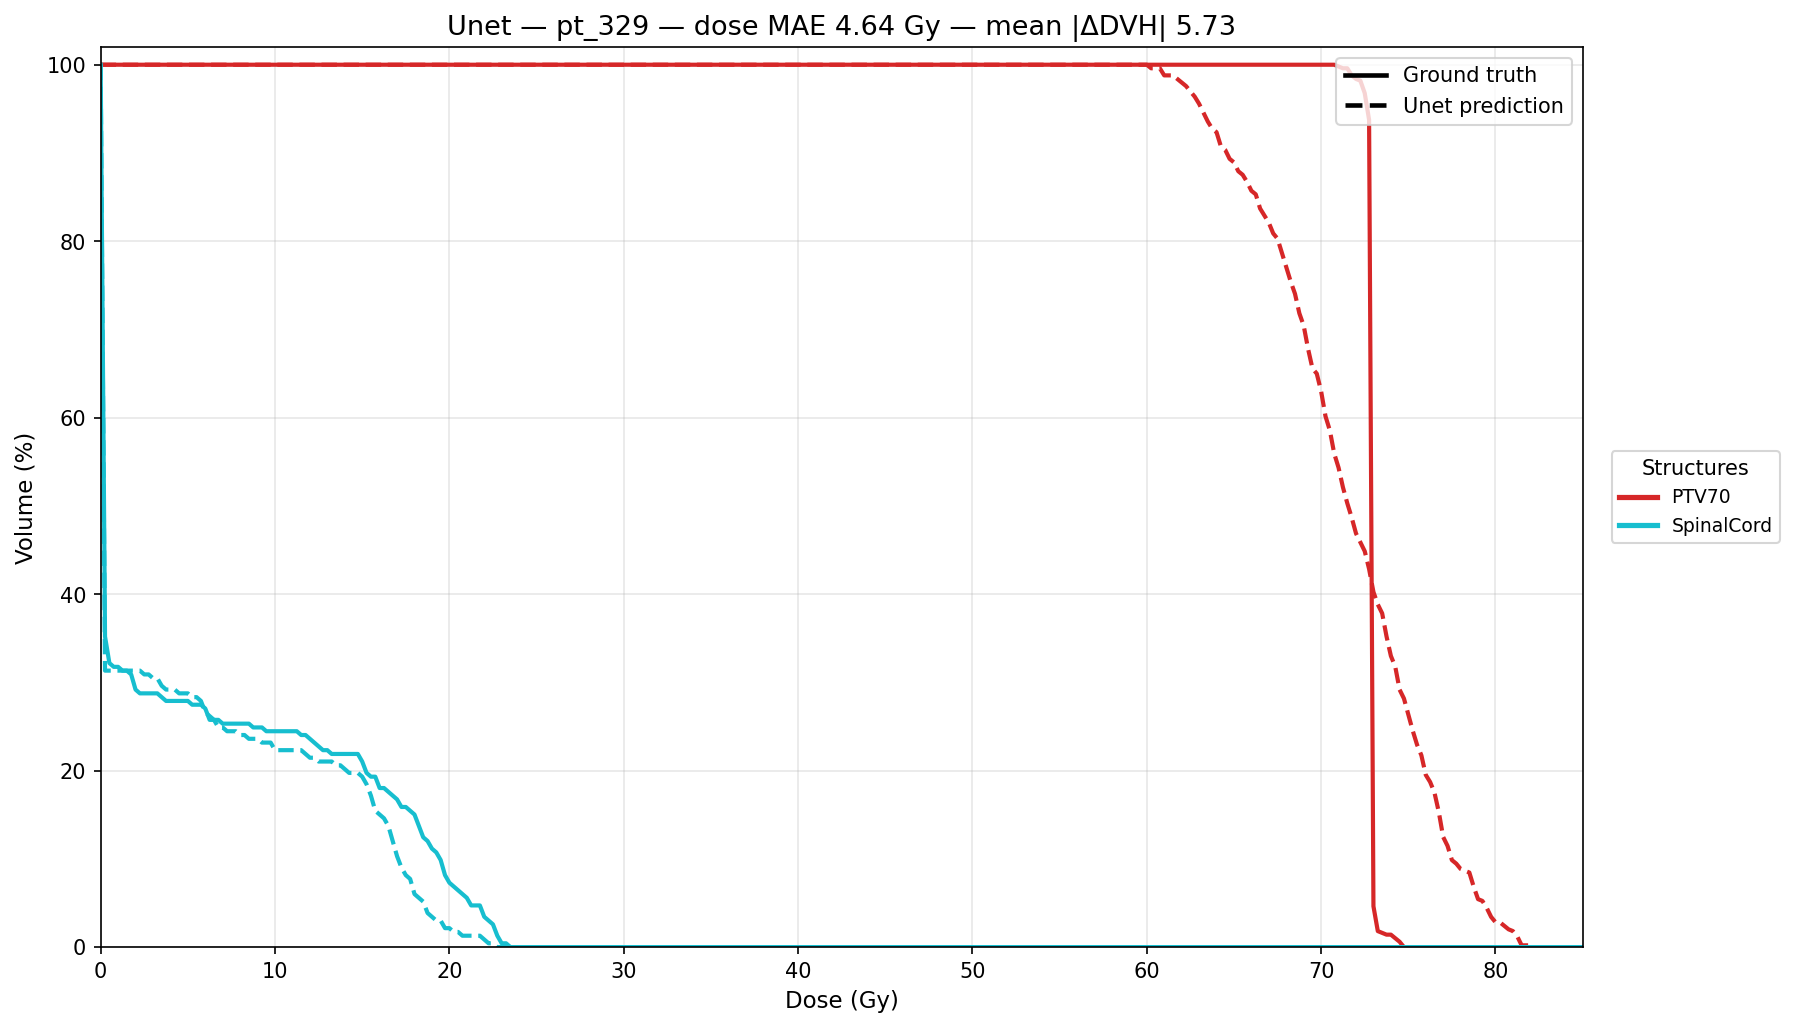 Unet — pt_329 — dose MAE 4.64 Gy — mean |ΔDVH| 5.73
Ground truth
Unet prediction
Volume (%)
100
80
60
40
20
0
Structures
PTV70
SpinalCord
0 10 20 30 40 50 60 70 80
Dose (Gy)